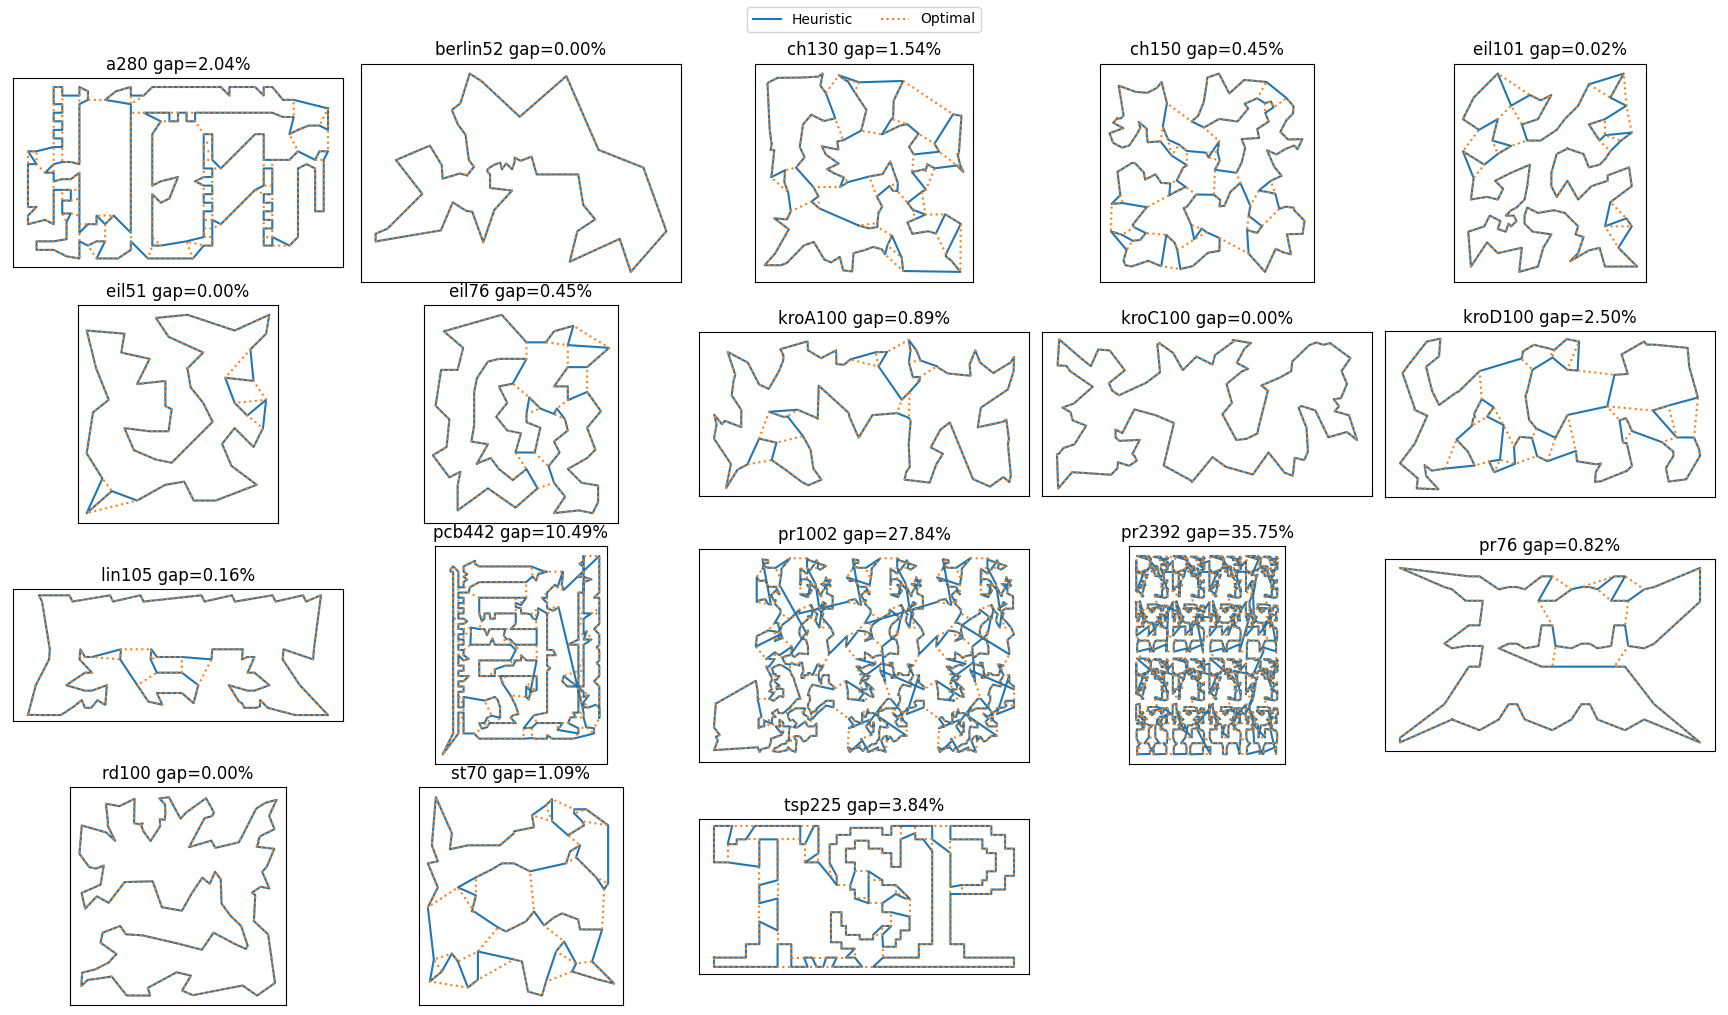 Heuristic Optimal
a280 gap=2.04%
berlin52 gap=0.00%
ch130 gap=1.54%
ch150 gap=0.45%
eil101 gap=0.02%
eil51 gap=0.00%
eil76 gap=0.45%
kroA100 gap=0.89%
kroC100 gap=0.00%
kroD100 gap=2.50%
lin105 gap=0.16%
pcb442 gap=10.49%
pr1002 gap=27.84%
pr2392 gap=35.75%
pr76 gap=0.82%
rd100 gap=0.00%
st70 gap=1.09%
tsp225 gap=3.84%